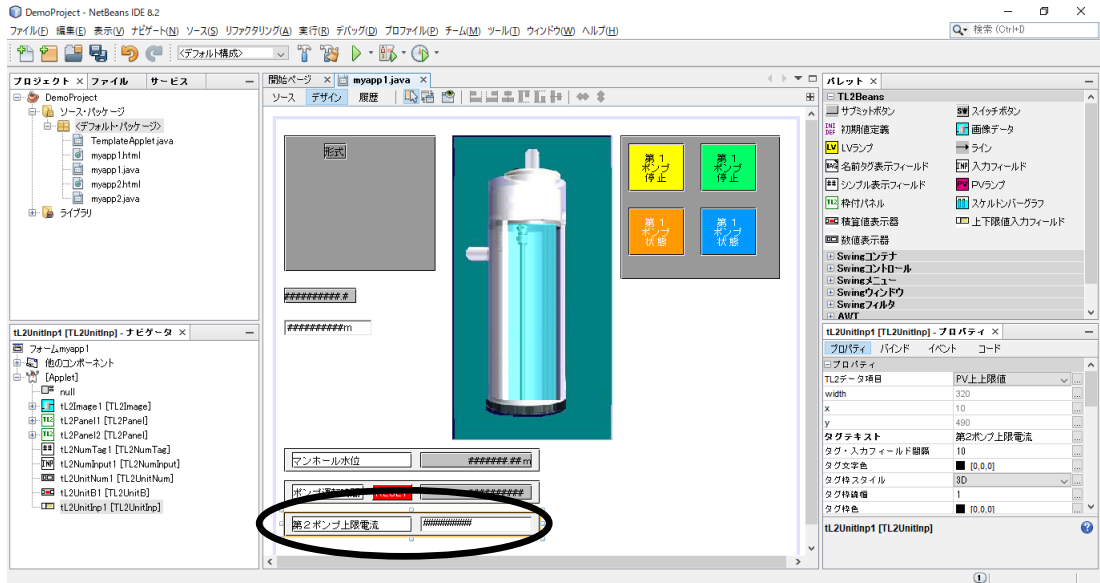 DemoProject - NetBeans IDE 8.2
ファイル(F) 編集(E) 表示(V) ナビゲート(N) ソース(S) リファクタリング(A) 実行(R) デバッグ(D) プロファイル(P) チーム(M) ツール(T) ウィンドウ(W) ヘルプ(H)
検索 (Ctrl+I)
<デフォルト構成>
プロジェクト ファイル サービス
DemoProject
ソース・パッケージ
<デフォルト・パッケージ>
TemplateApplet.java
myapp1.html
myapp1.java
myapp2.html
myapp2.java
ライブラリ
tL2UnitInp1 [TL2UnitInp] - ナビゲータ
フォームmyapp1
他のコンポーネント
[Applet]
null
tL2Image1 [TL2Image]
tL2Panel1 [TL2Panel]
tL2Panel2 [TL2Panel]
tL2NumTag1 [TL2NumTag]
tL2NumInput1 [TL2NumInput]
tL2UnitNum1 [TL2UnitNum]
tL2UnitB1 [TL2UnitB]
tL2UnitInp1 [TL2UnitInp]
開始ページ myapp1.java
ソース デザイン 履歴
形式
第1
ポンプ
停止
第1
ポンプ
停止
第1
ポンプ
状態
第1
ポンプ
状態
##########.#
##########m
マンホール水位 #######.##m
ポンプ運転時間 RESET ##########
第2ポンプ上限電流 ##########
パレット
TL2Beans
サブミットボタン SW スイッチボタン
INI DEF 初期値定義 画像データ
LV LVランプ ライン
名前タグ表示フィールド INP 入力フィールド
## シンプル表示フィールド PV PVランプ
TL2 枠付パネル スケルトンバーグラフ
積算値表示器 上下限値入力フィールド
数値表示器
Swingコンテナ
Swingコントロール
Swingメニュー
Swingウィンドウ
Swingフィルタ
AWT
tL2UnitInp1 [TL2UnitInp] - プロパティ
プロパティ バインド イベント コード
プロパティ
TL2データ項目 PV上上限値
width 320
x 10
y 490
タグテキスト 第2ポンプ上限電流
タグ・入力フィールド間隔 10
タグ文字色 [0,0,0]
タグ枠スタイル 3D
タグ枠線幅 1
タグ枠色 [0,0,0]
tL2UnitInp1 [TL2UnitInp]
1